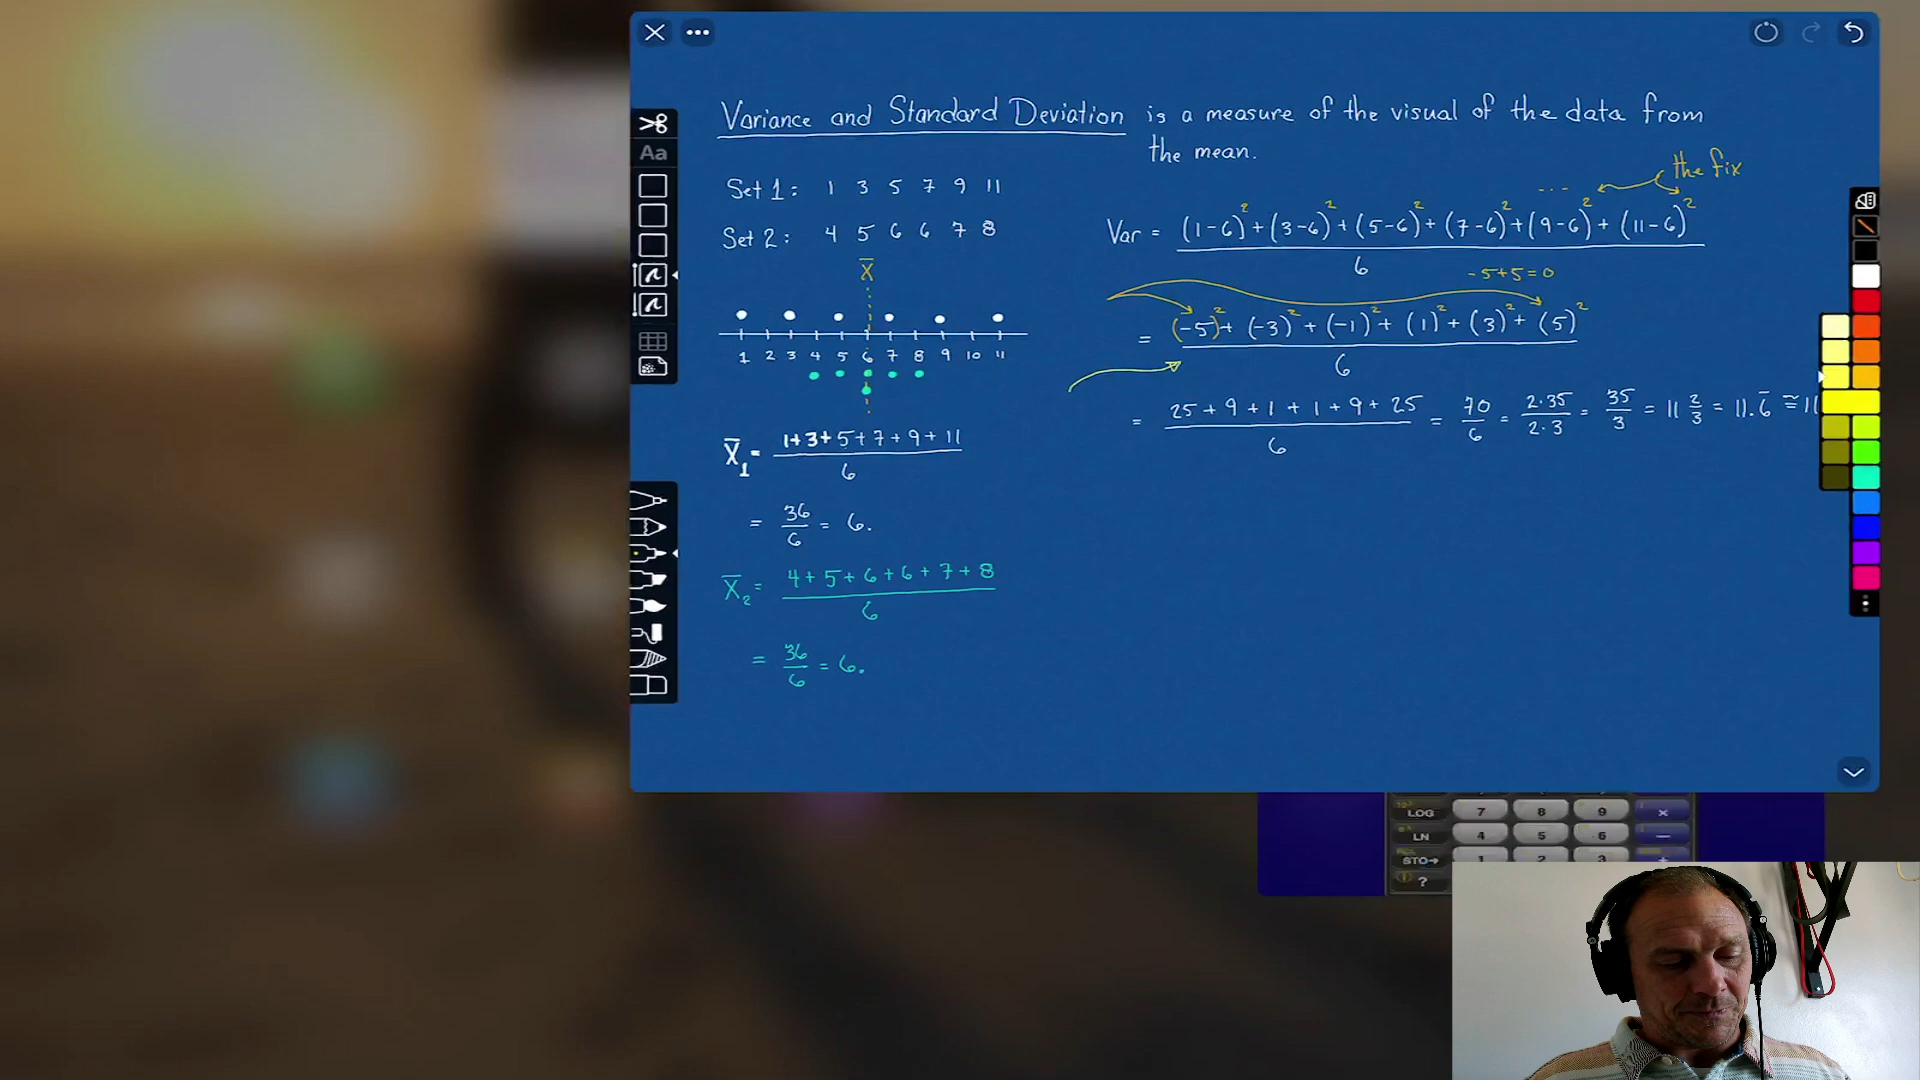 Variance and Standard Deviation is a measure of the visual of the data from
the mean.
the fix
Set 1: 1 3 5 7 9 11
Set 2: 4 5 6 6 7 8
X̅
1 2 3 4 5 6 7 8 9 10 11
X̅₁ = 1+3+5+7+9+11
6
= 36/6 = 6.
X̅₂ = 4+5+6+6+7+8
6
= 36/6 = 6.
...
Var = (1-6)²+(3-6)²+(5-6)²+(7-6)²+(9-6)²+(11-6)²
6
-5+5=0
= (-5)²+(-3)²+(-1)²+(1)²+(3)²+(5)²
6
= 25+9+1+1+9+25 = 70/6 = 2·35/2·3 = 35/3 = 11 2/3 = 11.6̅ ≅ 11
6
Aa
LOG 7 8 9 ×
LN 4 5 6 −
STO→ 1 2 3 +
?